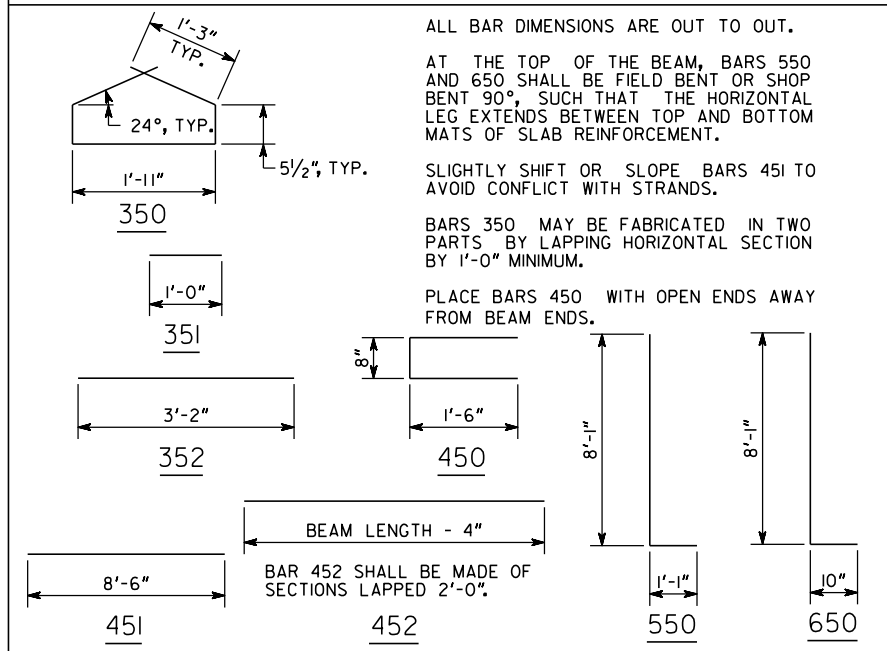 1'-3"
TYP.
24°, TYP.
5 1/2", TYP.
1'-11"
350
1'-0"
351
3'-2"
352
8"
1'-6"
450
8'-6"
451
BEAM LENGTH - 4"
BAR 452 SHALL BE MADE OF
SECTIONS LAPPED 2'-0".
452
ALL BAR DIMENSIONS ARE OUT TO OUT.
AT THE TOP OF THE BEAM, BARS 550
AND 650 SHALL BE FIELD BENT OR SHOP
BENT 90°, SUCH THAT THE HORIZONTAL
LEG EXTENDS BETWEEN TOP AND BOTTOM
MATS OF SLAB REINFORCEMENT.
SLIGHTLY SHIFT OR SLOPE BARS 451 TO
AVOID CONFLICT WITH STRANDS.
BARS 350 MAY BE FABRICATED IN TWO
PARTS BY LAPPING HORIZONTAL SECTION
BY 1'-0" MINIMUM.
PLACE BARS 450 WITH OPEN ENDS AWAY
FROM BEAM ENDS.
8'-1"
1'-1"
550
8'-1"
10"
650